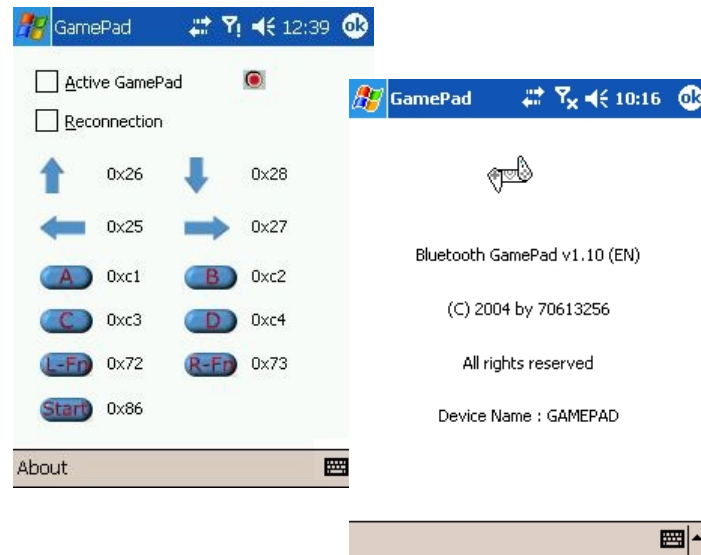 GamePad 12:39 ok
Active GamePad
Reconnection
0x26 0x28
0x25 0x27
A 0xc1 B 0xc2
C 0xc3 D 0xc4
L-Fn 0x72 R-Fn 0x73
Start 0x86
About
GamePad 10:16 ok
Bluetooth GamePad v1.10 (EN)
(C) 2004 by 70613256
All rights reserved
Device Name : GAMEPAD